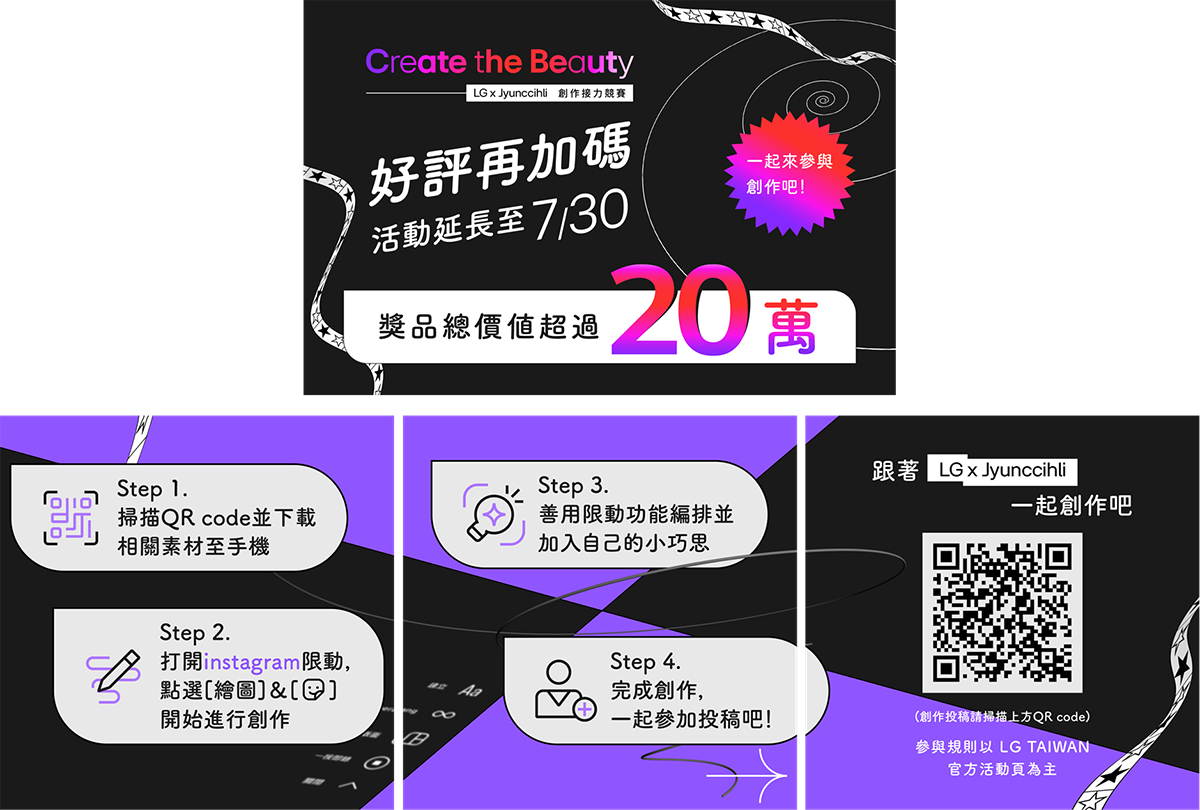 Create the Beauty
LG x Jyunccihli 創作接力競賽
好評再加碼
活動延長至 7/30
一起來參與
創作吧!
獎品總價值超過 20 萬
Step 1.
掃描QR code並下載
相關素材至手機
Step 2.
打開instagram限動,
點選[繪圖]&[ ]
開始進行創作
Aa
Step 3.
善用限動功能編排並
加入自己的小巧思
Step 4.
完成創作,
一起參加投稿吧!
跟著 LG x Jyunccihli
一起創作吧
(創作投稿請掃描上方QR code)
參與規則以 LG TAIWAN
官方活動頁為主